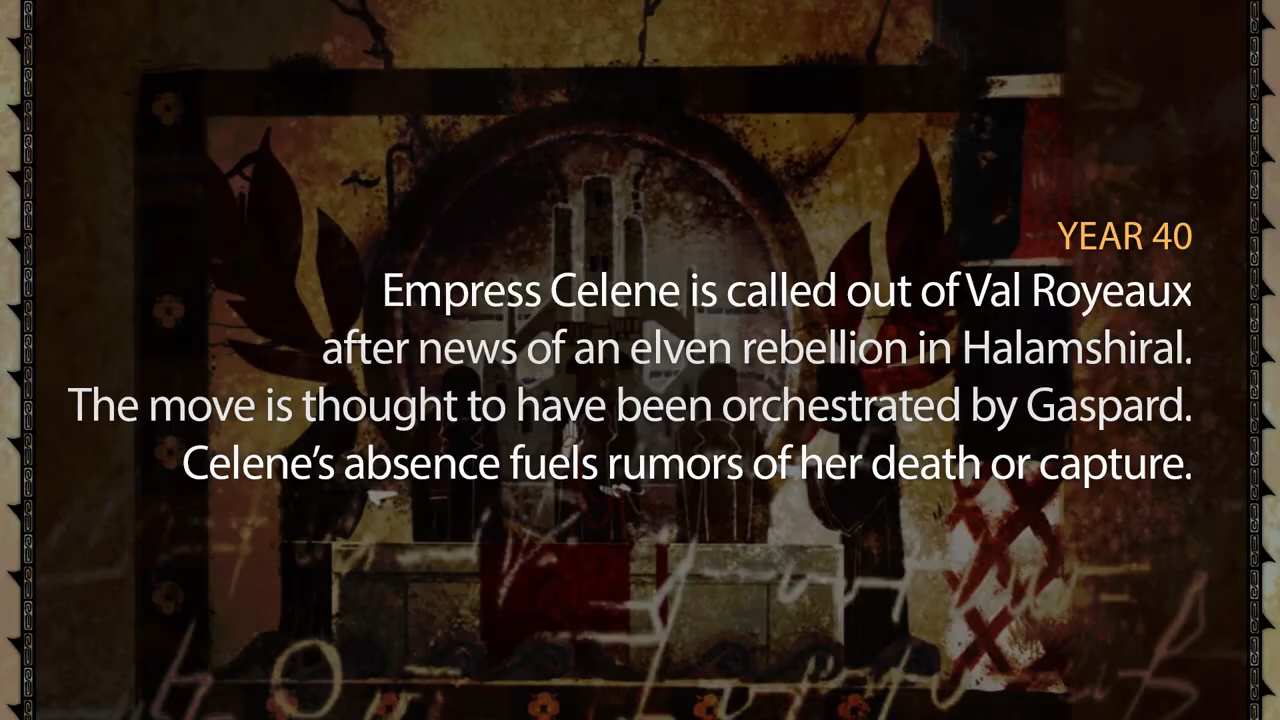 YEAR 40
Empress Celene is called out of Val Royeaux
after news of an elven rebellion in Halamshiral.
The move is thought to have been orchestrated by Gaspard.
Celene’s absence fuels rumors of her death or capture.